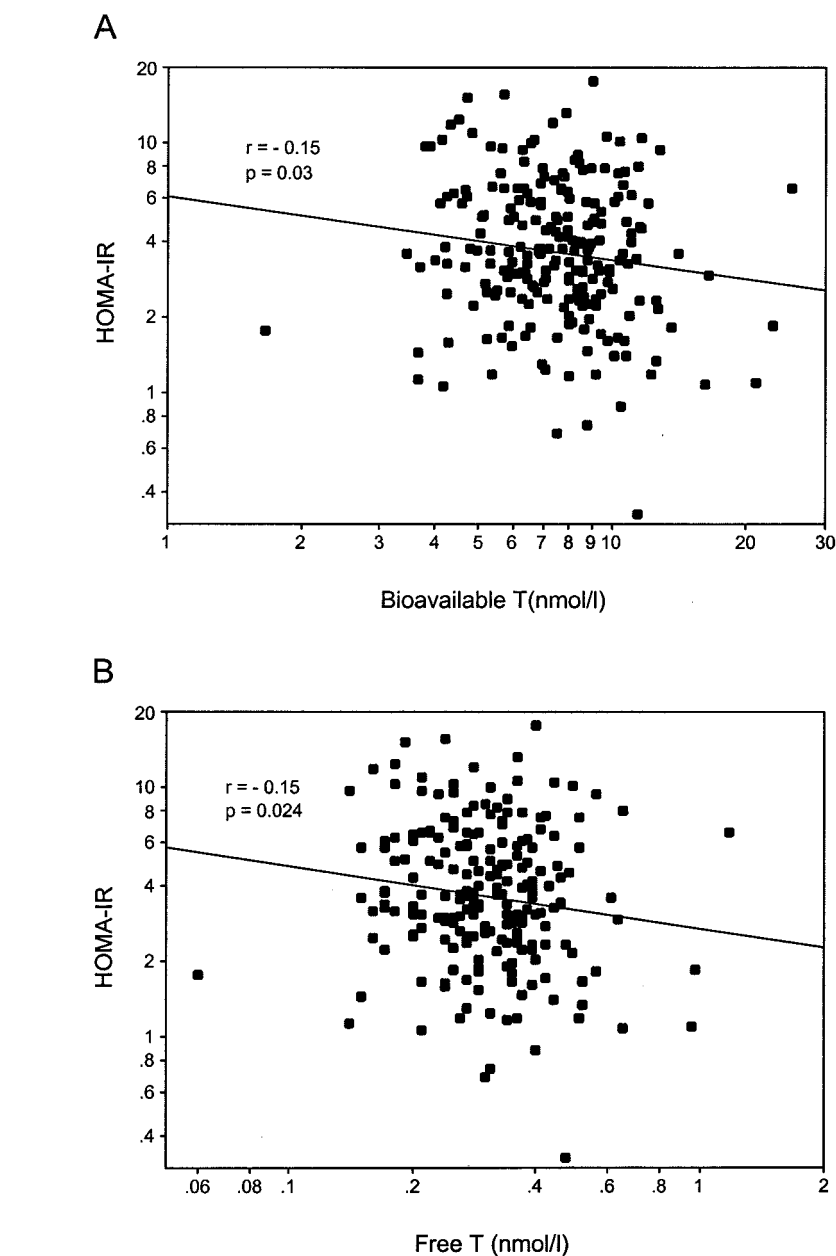 A
20
10
8
6
4
2
1
.8
.6
.4
HOMA-IR
r = - 0.15
p = 0.03
1 2 3 4 5 6 7 8 9 10 20 30
Bioavailable T(nmol/l)
B
20
10
8
6
4
2
1
.8
.6
.4
HOMA-IR
r = - 0.15
p = 0.024
.06 .08 .1 .2 .4 .6 .8 1 2
Free T (nmol/l)